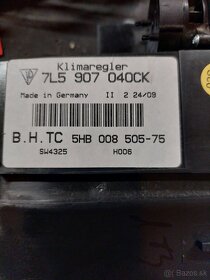 Klimaregler
7L5 907 040CK
Made in Germany II 2 24/09
B.H.TC 5HB 008 505-75
SW4325 H006
bazos.sk